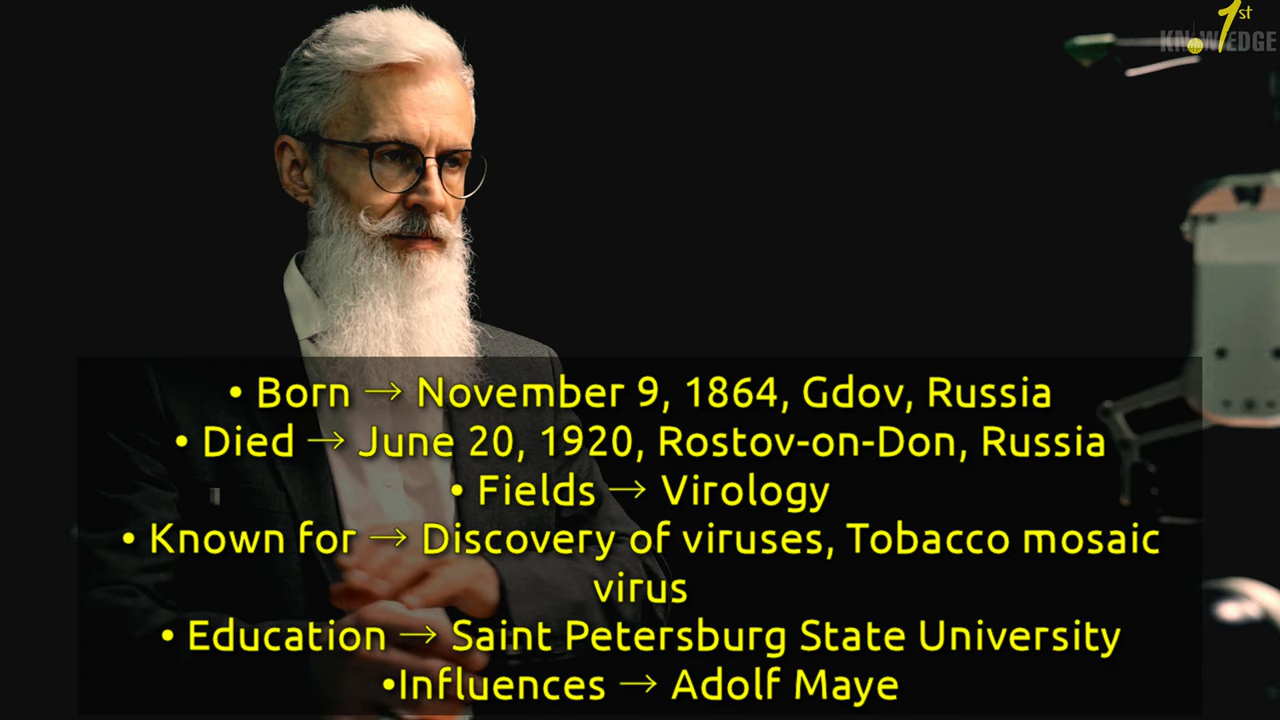 1st
KNOWLEDGE
• Born → November 9, 1864, Gdov, Russia
• Died → June 20, 1920, Rostov-on-Don, Russia
• Fields → Virology
• Known for → Discovery of viruses, Tobacco mosaic
virus
• Education → Saint Petersburg State University
•Influences → Adolf Maye